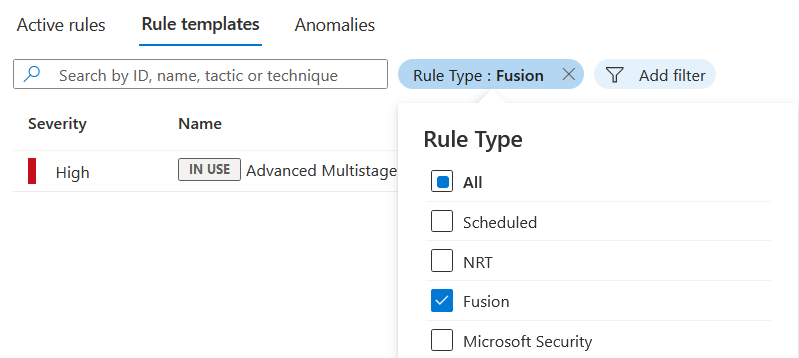 Active rules Rule templates Anomalies
Search by ID, name, tactic or technique Rule Type : Fusion Add filter
Severity Name
High IN USE Advanced Multistage
Rule Type
All
Scheduled
NRT
Fusion
Microsoft Security